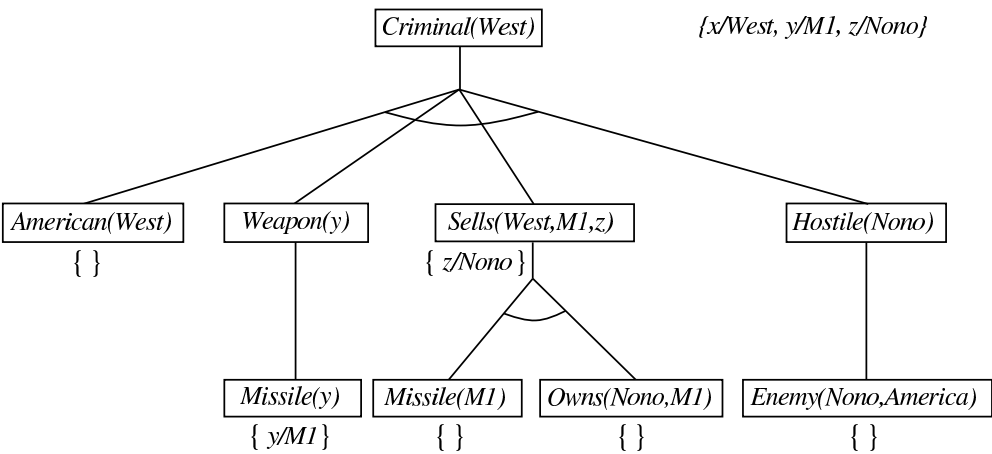 Criminal(West)
{x/West, y/M1, z/Nono}
American(West)
Weapon(y)
Sells(West,M1,z)
Hostile(Nono)
{ }
{ z/Nono }
Missile(y)
Missile(M1)
Owns(Nono,M1)
Enemy(Nono,America)
{ y/M1 }
{ }
{ }
{ }